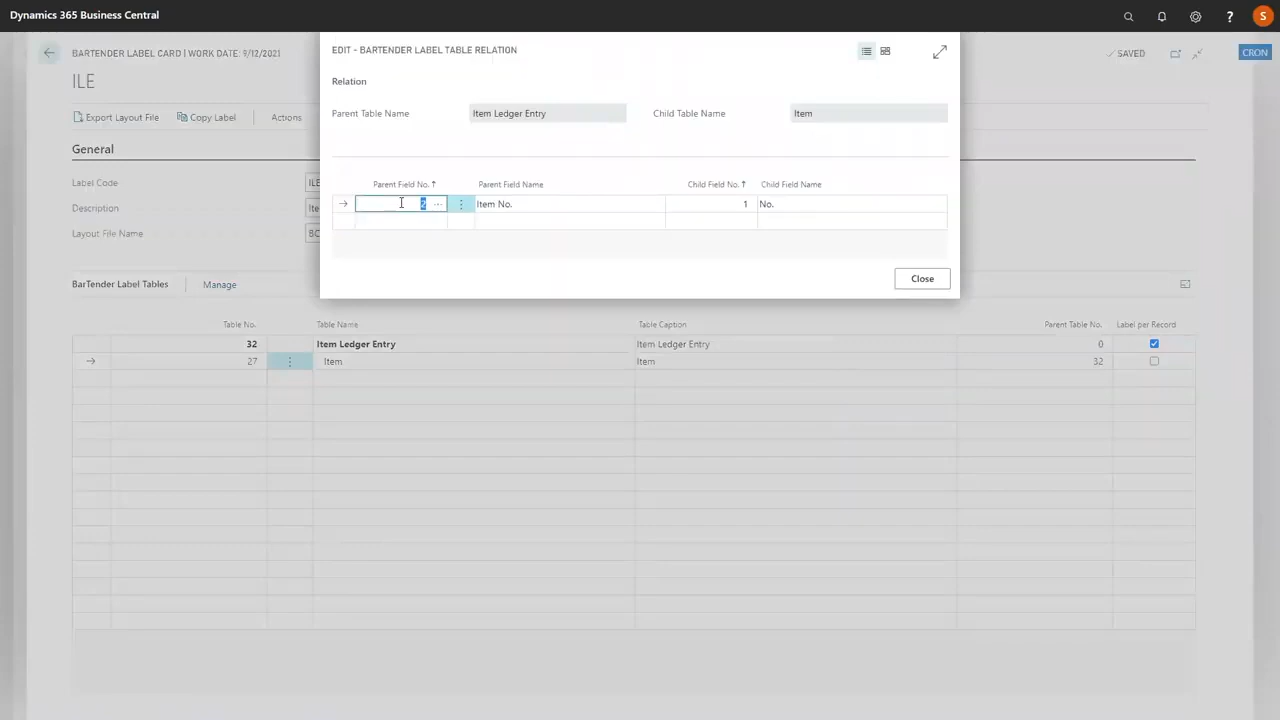 Dynamics 365 Business Central
?
S
BARTENDER LABEL CARD | WORK DATE: 9/12/2021
EDIT - BARTENDER LABEL TABLE RELATION
SAVED
CRON
ILE
Relation
Parent Table Name
Item Ledger Entry
Child Table Name
Item
Export Layout File
Copy Label
Actions
General
Label Code
ILE
Description
Ite
Layout File Name
BC
Parent Field No.↑
Parent Field Name
Child Field No.↑
Child Field Name
2
Item No.
1
No.
Close
BarTender Label Tables
Manage
Table No.
Table Name
Table Caption
Parent Table No.
Label per Record
32
Item Ledger Entry
Item Ledger Entry
0
27
Item
Item
32